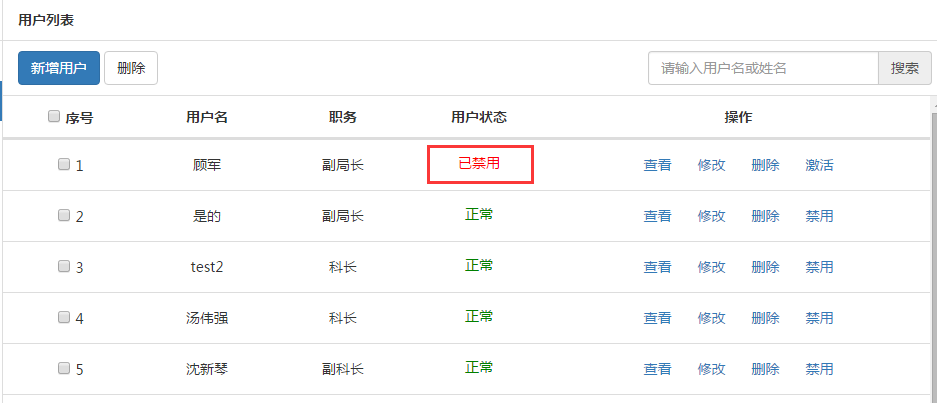 用户列表
新增用户 删除 请输入用户名或姓名 搜索
序号 用户名 职务 用户状态 操作
1 顾军 副局长 已禁用 查看 修改 删除 激活
2 是的 副局长 正常 查看 修改 删除 禁用
3 test2 科长 正常 查看 修改 删除 禁用
4 汤伟强 科长 正常 查看 修改 删除 禁用
5 沈新琴 副科长 正常 查看 修改 删除 禁用